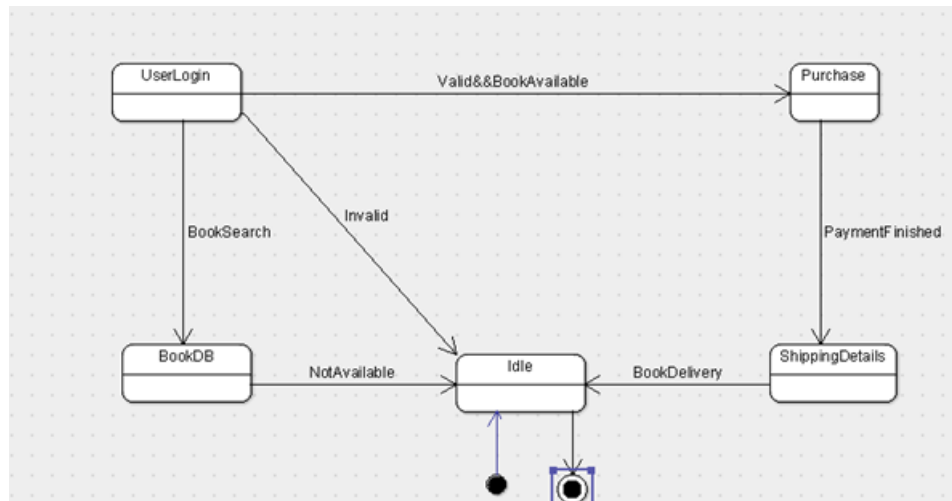 UserLogin
Valid&&BookAvailable
Purchase
Invalid
BookSearch
PaymentFinished
BookDB
Idle
ShippingDetails
NotAvailable
BookDelivery